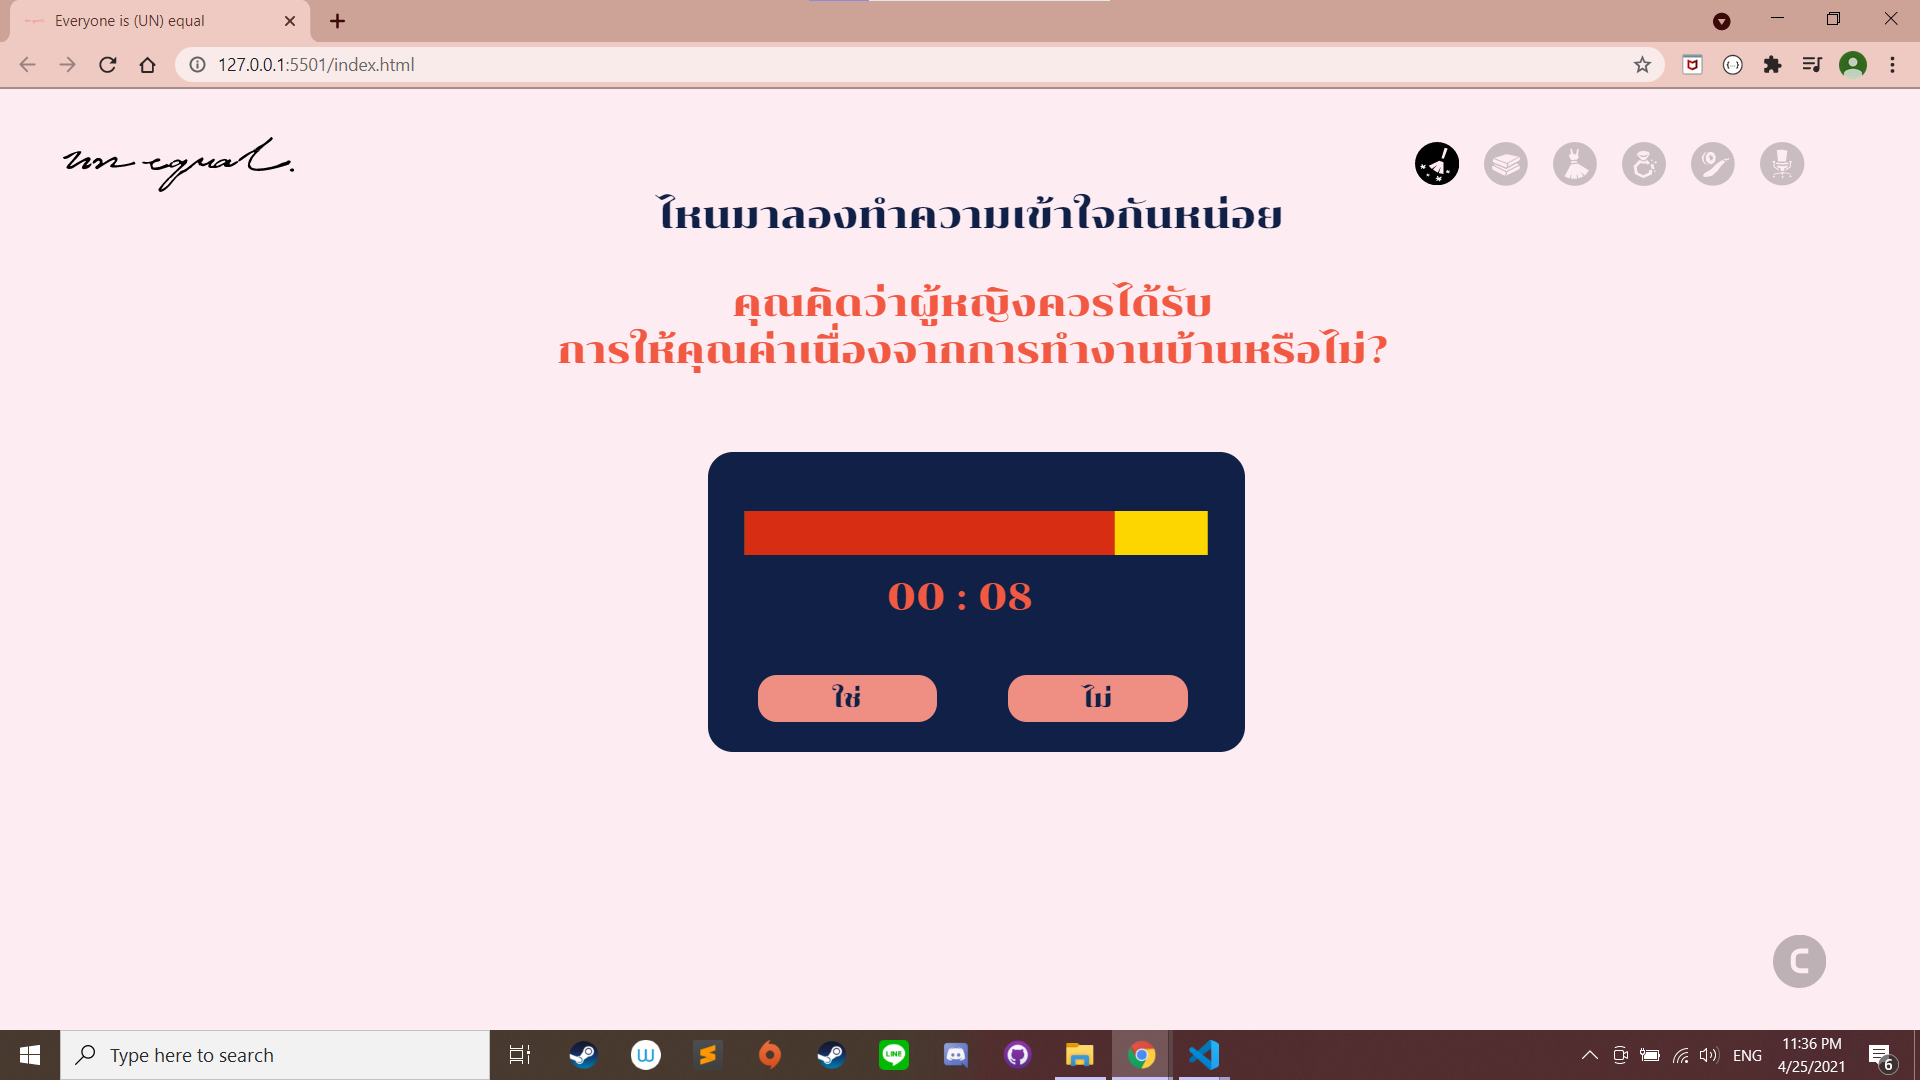 Everyone is (UN) equal
127.0.0.1:5501/index.html
un equal.
ไหนมาลองทำความเข้าใจกันหน่อย
คุณคิดว่าผู้หญิงควรได้รับ
การให้คุณค่าเนื่องจากการทำงานบ้านหรือไม่?
00 : 08
ใช่
ไม่
C
Type here to search
LINE
ENG
11:36 PM
4/25/2021
6